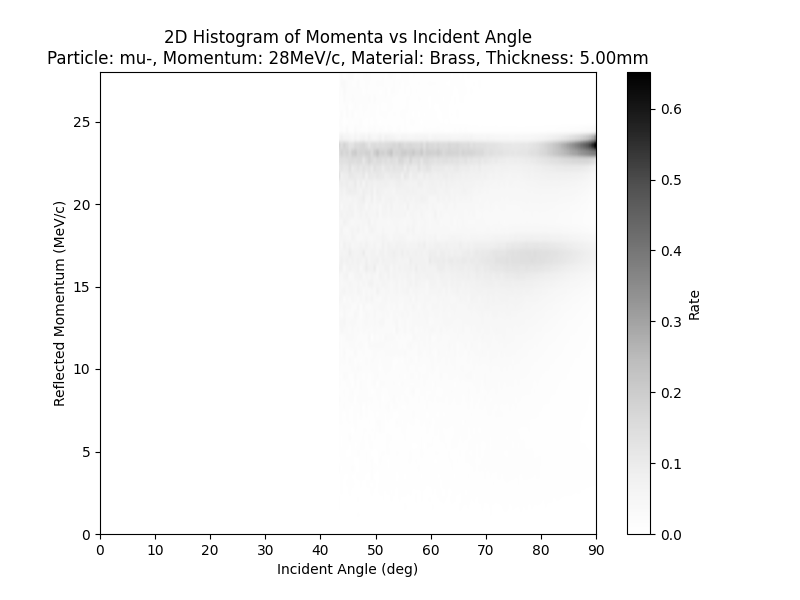 2D Histogram of Momenta vs Incident Angle
Particle: mu-, Momentum: 28MeV/c, Material: Brass, Thickness: 5.00mm
25
20
15
10
5
0
Reflected Momentum (MeV/c)
0 10 20 30 40 50 60 70 80 90
Incident Angle (deg)
0.6
0.5
0.4
0.3
0.2
0.1
0.0
Rate